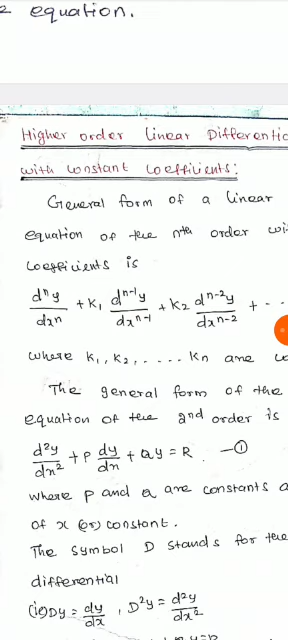 equation.
Higher order linear Differentia
with constant coefficients:
General form of a linear
equation of the nth order wi
coefficients is
dⁿy/dxⁿ + K₁ dⁿ⁻¹y/dxⁿ⁻¹ + K₂ dⁿ⁻²y/dxⁿ⁻² + ..
where K₁, K₂, ..... Kn are co
The general form of the
equation of the 2nd order is
d²y/dx² + P dy/dx + Qy = R. —①
where P and Q are constants a
of x (or) constant.
The symbol D stands for the
differential
(ie) Dy = dy/dx , D²y = d²y/dx²